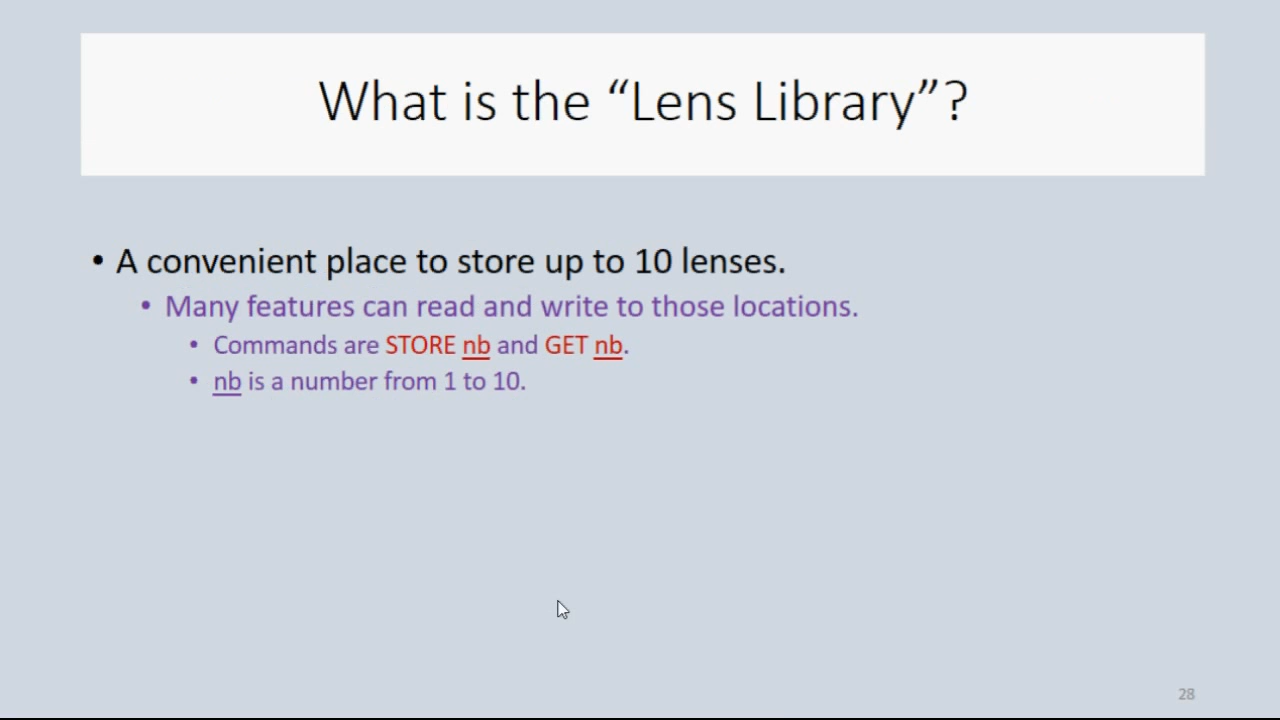 What is the “Lens Library”?
• A convenient place to store up to 10 lenses.
• Many features can read and write to those locations.
• Commands are STORE nb and GET nb.
• nb is a number from 1 to 10.
28